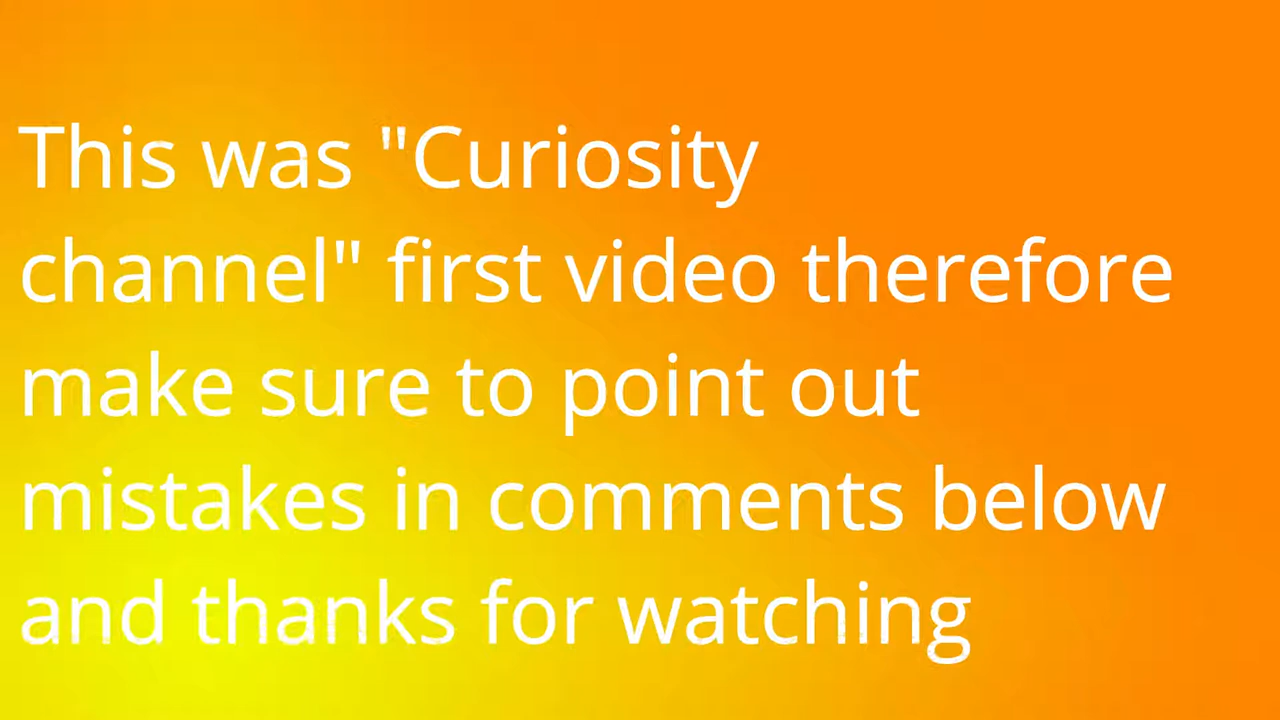 This was "Curiosity
channel" first video therefore
make sure to point out
mistakes in comments below
and thanks for watching